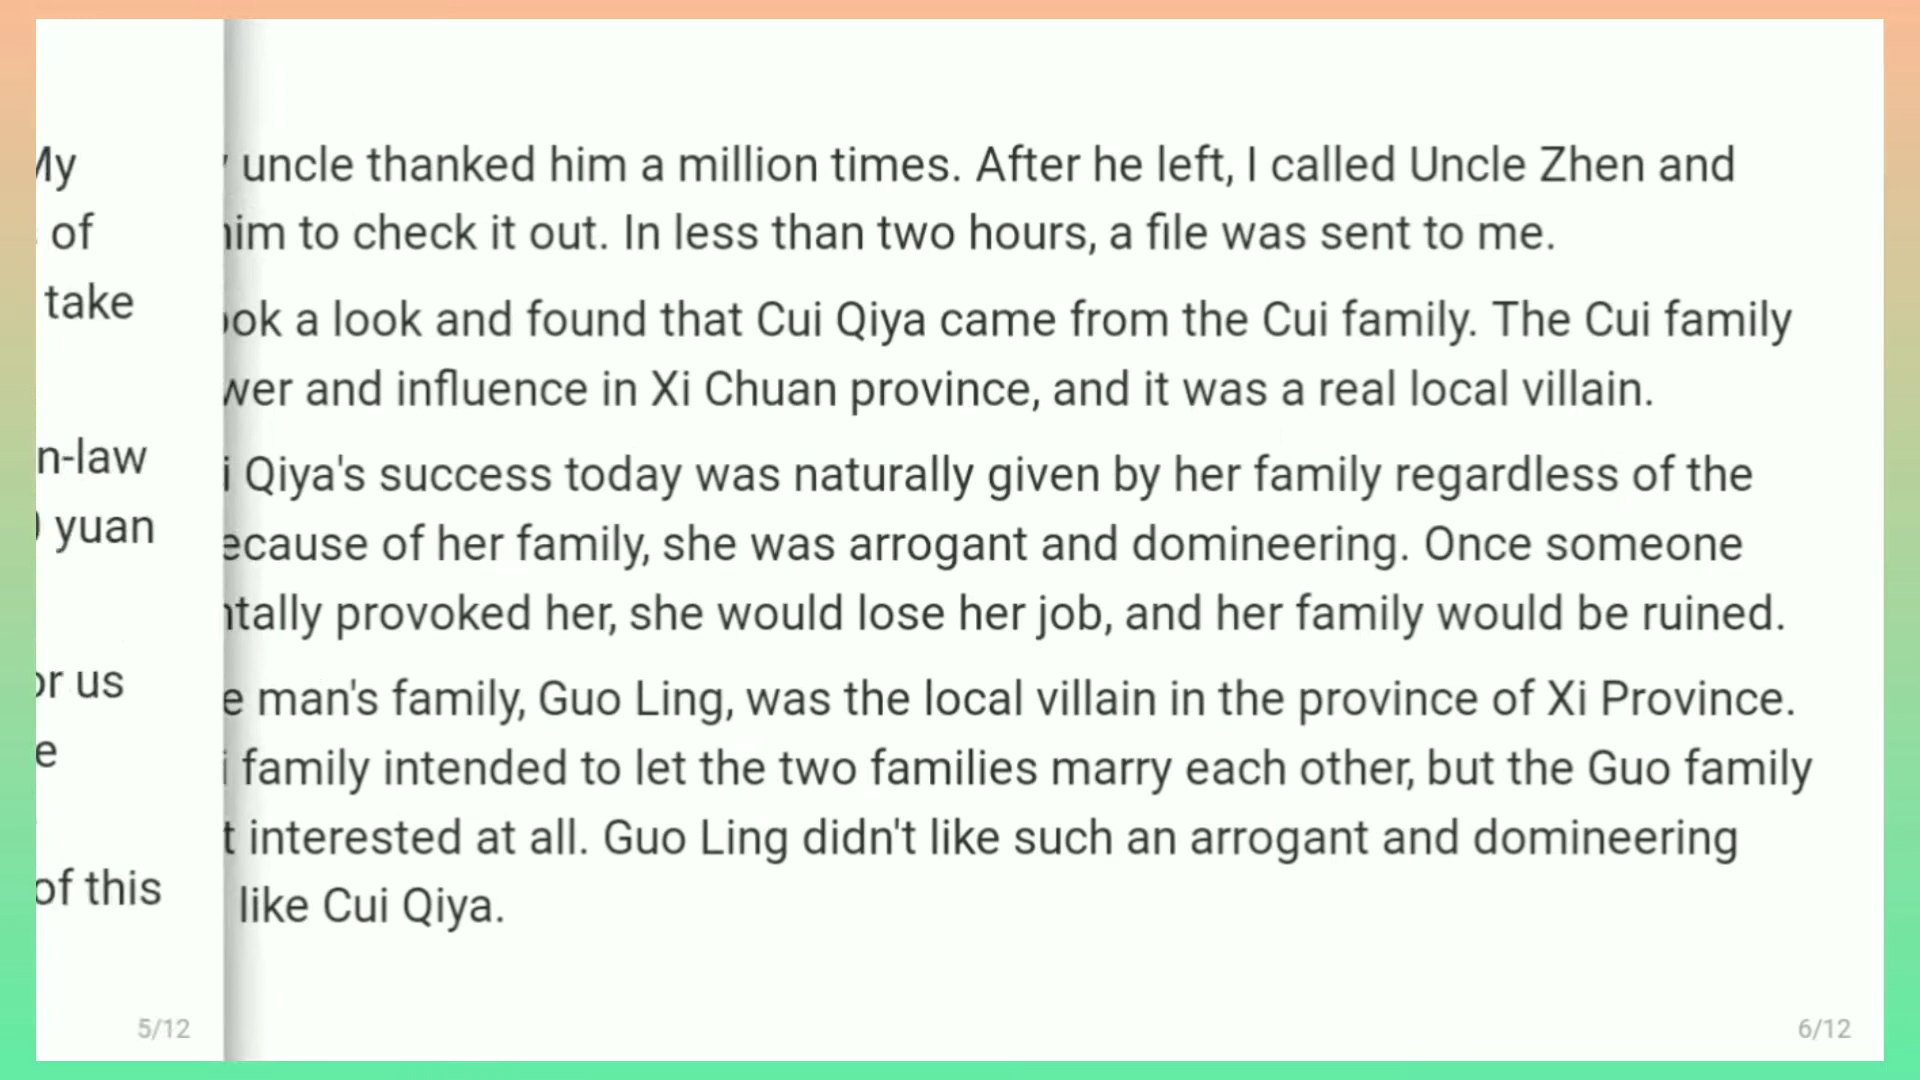 My
of
take
n-law
yuan
or us
e
of this
5/12
uncle thanked him a million times. After he left, I called Uncle Zhen and
him to check it out. In less than two hours, a file was sent to me.
ok a look and found that Cui Qiya came from the Cui family. The Cui family
wer and influence in Xi Chuan province, and it was a real local villain.
i Qiya's success today was naturally given by her family regardless of the
ecause of her family, she was arrogant and domineering. Once someone
ntally provoked her, she would lose her job, and her family would be ruined.
e man's family, Guo Ling, was the local villain in the province of Xi Province.
i family intended to let the two families marry each other, but the Guo family
t interested at all. Guo Ling didn't like such an arrogant and domineering
like Cui Qiya.
6/12